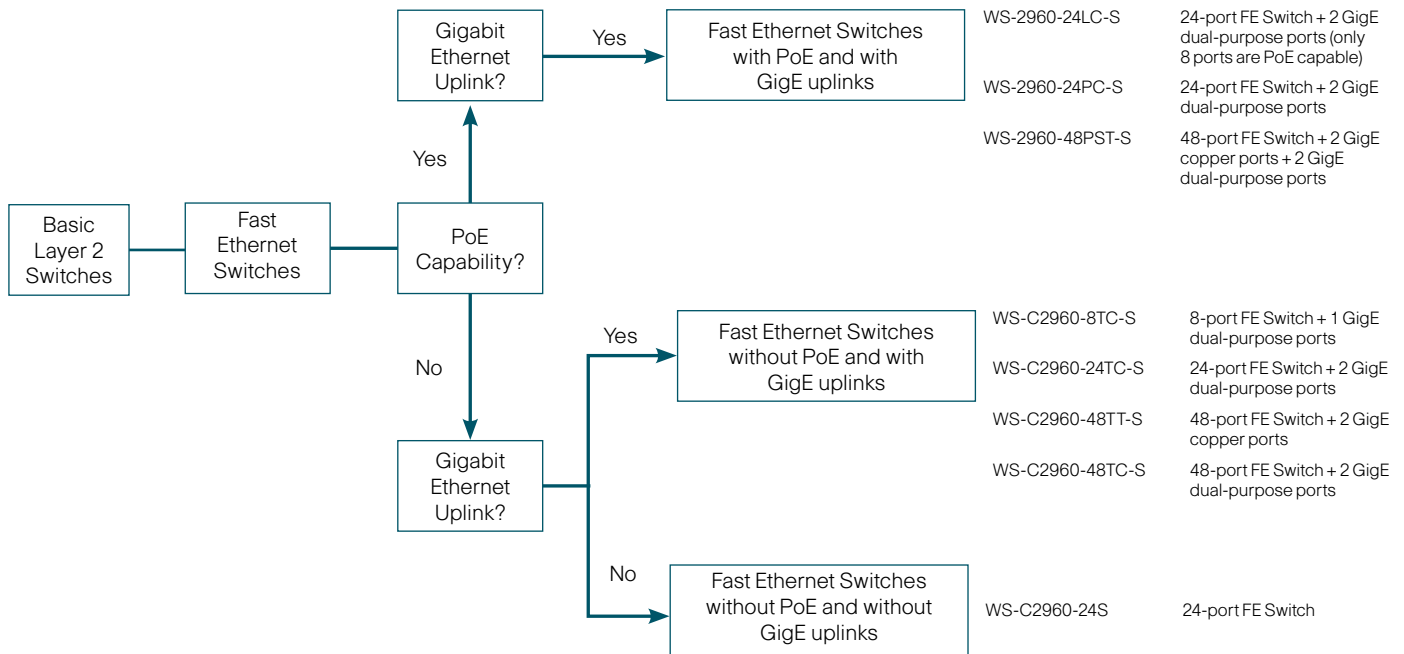 Basic
Layer 2
Switches
Fast
Ethernet
Switches
PoE
Capability?
Yes
Gigabit
Ethernet
Uplink?
Yes
Fast Ethernet Switches
with PoE and with
GigE uplinks
WS-2960-24LC-S
24-port FE Switch + 2 GigE
dual-purpose ports (only
8 ports are PoE capable)
WS-2960-24PC-S
24-port FE Switch + 2 GigE
dual-purpose ports
WS-2960-48PST-S
48-port FE Switch + 2 GigE
copper ports + 2 GigE
dual-purpose ports
No
Gigabit
Ethernet
Uplink?
Yes
Fast Ethernet Switches
without PoE and with
GigE uplinks
WS-C2960-8TC-S
8-port FE Switch + 1 GigE
dual-purpose ports
WS-C2960-24TC-S
24-port FE Switch + 2 GigE
dual-purpose ports
WS-C2960-48TT-S
48-port FE Switch + 2 GigE
copper ports
WS-C2960-48TC-S
48-port FE Switch + 2 GigE
dual-purpose ports
No
Fast Ethernet Switches
without PoE and without
GigE uplinks
WS-C2960-24S
24-port FE Switch